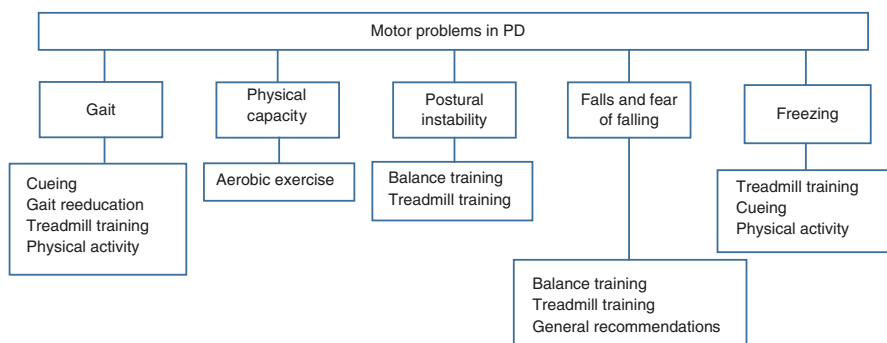 Motor problems in PD
Gait
Physical
capacity
Postural
instability
Falls and fear
of falling
Freezing
Cueing
Gait reeducation
Treadmill training
Physical activity
Aerobic exercise
Balance training
Treadmill training
Balance training
Treadmill training
General recommendations
Treadmill training
Cueing
Physical activity